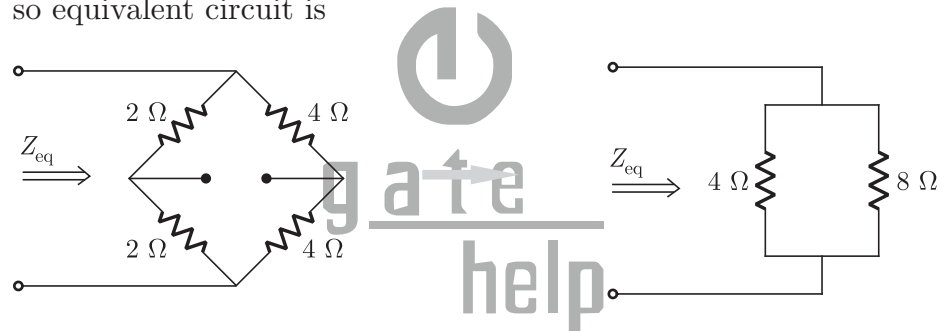 so equivalent circuit is
2 Ω
4 Ω
Z_eq
2 Ω
4 Ω
Z_eq
4 Ω
8 Ω
gate
help